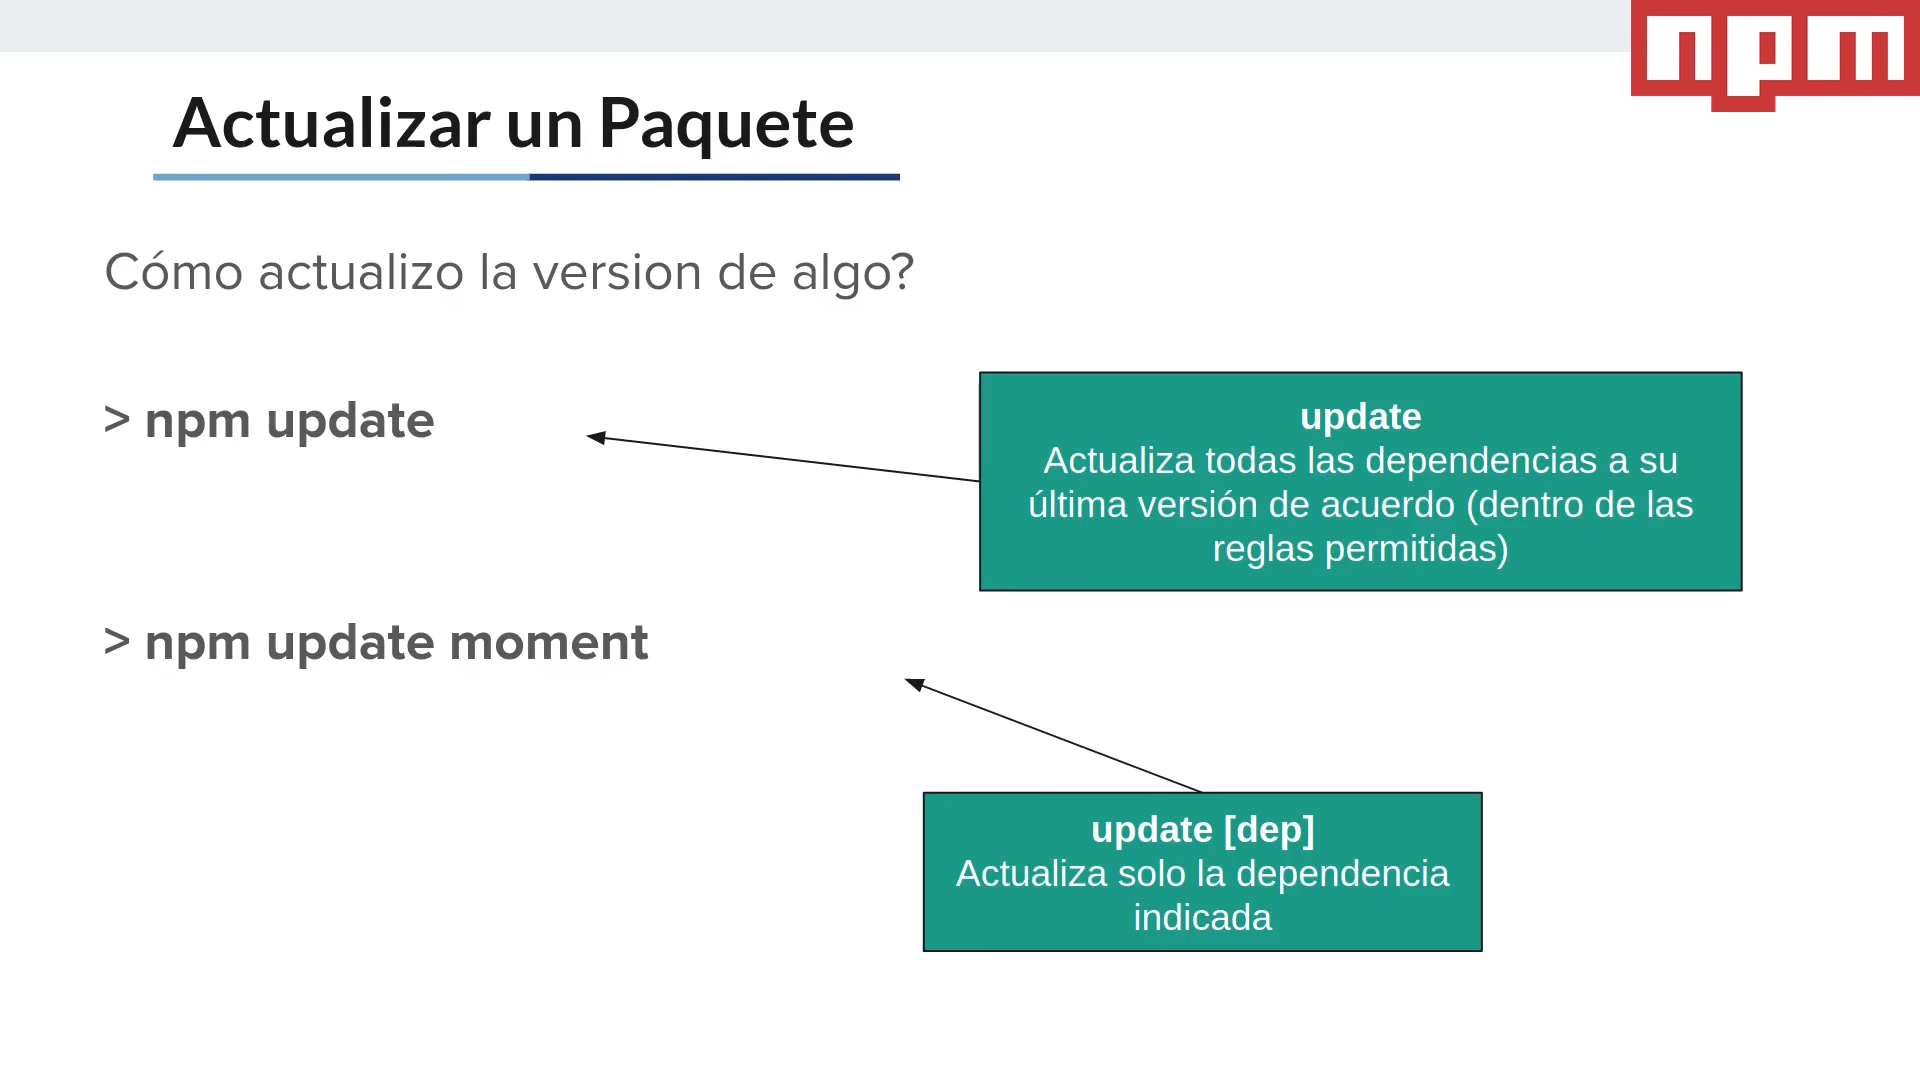 npm
Actualizar un Paquete
Cómo actualizo la version de algo?
> npm update
update
Actualiza todas las dependencias a su
última versión de acuerdo (dentro de las
reglas permitidas)
> npm update moment
update [dep]
Actualiza solo la dependencia
indicada